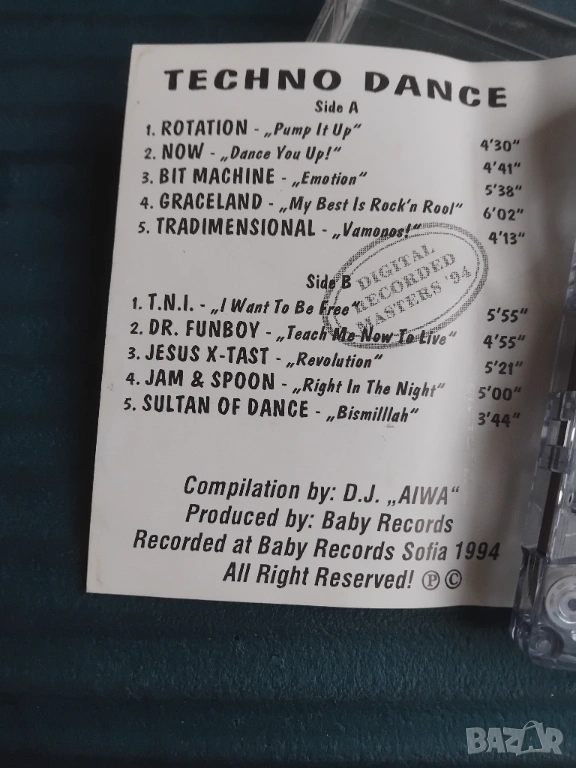 TECHNO DANCE
Side A
1. ROTATION - „Pump It Up“ 4'30"
2. NOW - „Dance You Up!“ 4'41"
3. BIT MACHINE - „Emotion“ 5'38"
4. GRACELAND - „My Best Is Rock'n Rool“ 6'02"
5. TRADIMENSIONAL - „Vamonos!“ 4'13"
Side B
1. T.N.I. - „I Want To Be Free“ 5'55"
2. DR. FUNBOY - „Teach Me Now To Live“ 4'55"
3. JESUS X-TAST - „Revolution“ 5'21"
4. JAM & SPOON - „Right In The Night“ 5'00"
5. SULTAN OF DANCE - „Bismilllah“ 3'44"
DIGITAL
RECORDED
MASTERS '94
Compilation by: D.J. „AIWA“
Produced by: Baby Records
Recorded at Baby Records Sofia 1994
All Right Reserved! ℗ ©
BAZAR